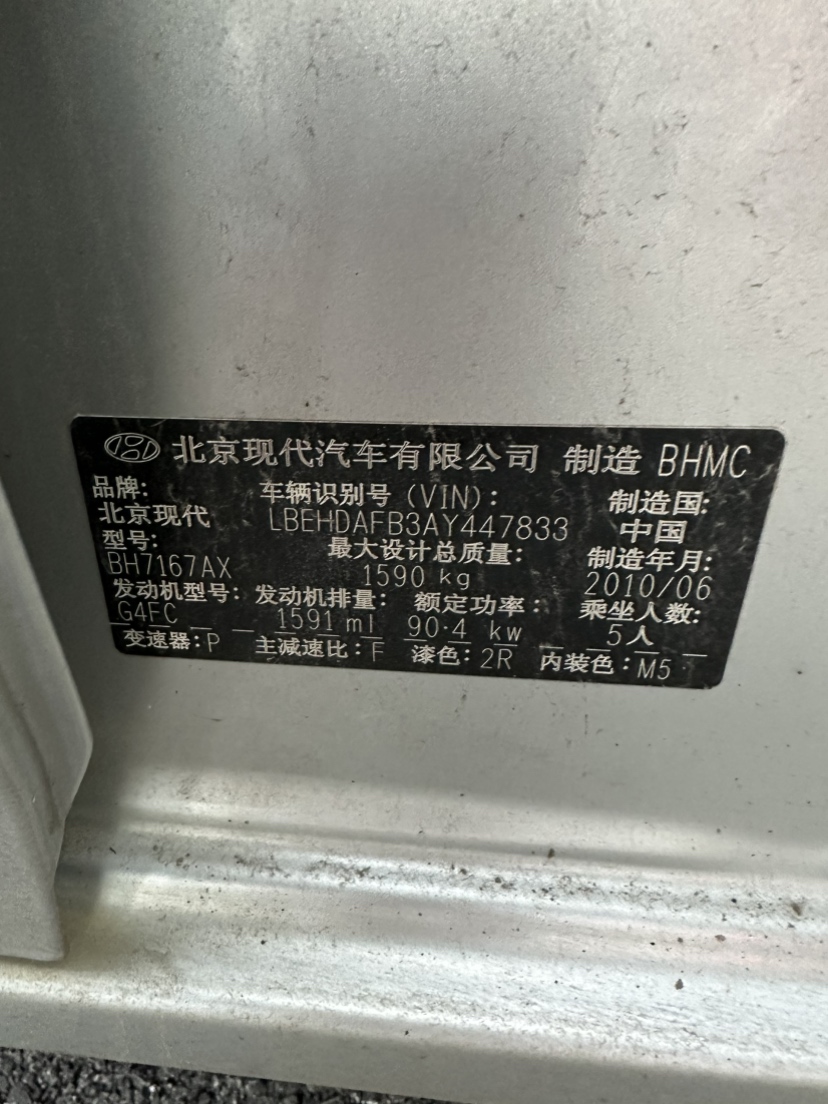 北京现代汽车有限公司 制造 BHMC
品牌: 车辆识别号 (VIN): 制造国:
北京现代 LBEHDAFB3AY447833 中国
型号: 最大设计总质量: 制造年月:
BH7167AX 1590 kg 2010/06
发动机型号: 发动机排量: 额定功率: 乘坐人数:
G4FC 1591 ml 90.4 kw 5人
变速器:P 主减速比:F 漆色:2R 内装色:M5